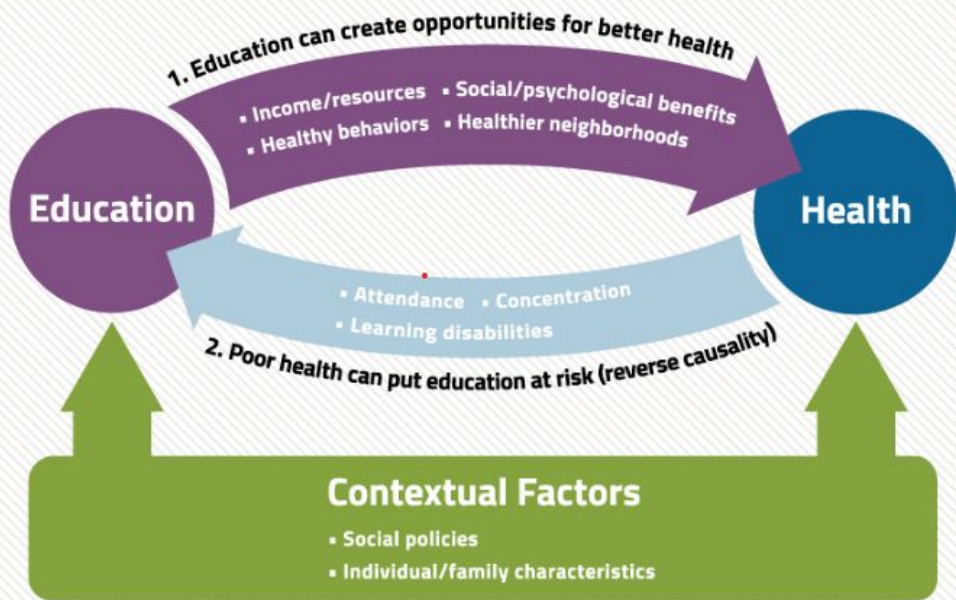 1. Education can create opportunities for better health
▪ Income/resources ▪ Social/psychological benefits
▪ Healthy behaviors ▪ Healthier neighborhoods
Education
Health
▪ Attendance ▪ Concentration
▪ Learning disabilities
2. Poor health can put education at risk (reverse causality)
Contextual Factors
▪ Social policies
▪ Individual/family characteristics